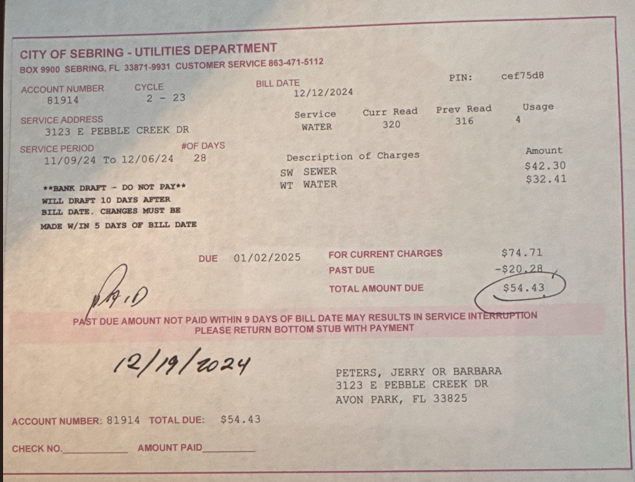 CITY OF SEBRING - UTILITIES DEPARTMENT
BOX 9900 SEBRING, FL 33871-9931 CUSTOMER SERVICE 863-471-5112
PIN: cef75d8
ACCOUNT NUMBER CYCLE BILL DATE
81914 2 - 23 12/12/2024
Service Curr Read Prev Read Usage
WATER 320 316 4
SERVICE ADDRESS
3123 E PEBBLE CREEK DR
SERVICE PERIOD #OF DAYS
11/09/24 To 12/06/24 28
Description of Charges Amount
SW SEWER $42.30
WT WATER $32.41
**BANK DRAFT - DO NOT PAY**
WILL DRAFT 10 DAYS AFTER
BILL DATE. CHANGES MUST BE
MADE W/IN 5 DAYS OF BILL DATE
DUE 01/02/2025 FOR CURRENT CHARGES $74.71
PAST DUE -$20.28
TOTAL AMOUNT DUE $54.43
PAID
PAST DUE AMOUNT NOT PAID WITHIN 9 DAYS OF BILL DATE MAY RESULTS IN SERVICE INTERRUPTION
PLEASE RETURN BOTTOM STUB WITH PAYMENT
12/19/2024
PETERS, JERRY OR BARBARA
3123 E PEBBLE CREEK DR
AVON PARK, FL 33825
ACCOUNT NUMBER: 81914 TOTAL DUE: $54.43
CHECK NO.___________ AMOUNT PAID_________